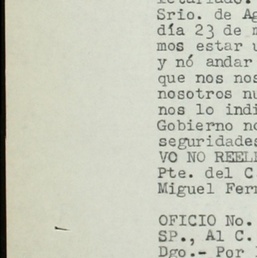 Srio. de Ag
día 23 de m
mos estar u
y nó andar
que nos nos
nosotros nu
nos lo indi
Gobierno no
seguridades
VO NO REELE
Pte. del C
Miguel Fern
OFICIO No.
SP., Al C.
Dgo.- Por